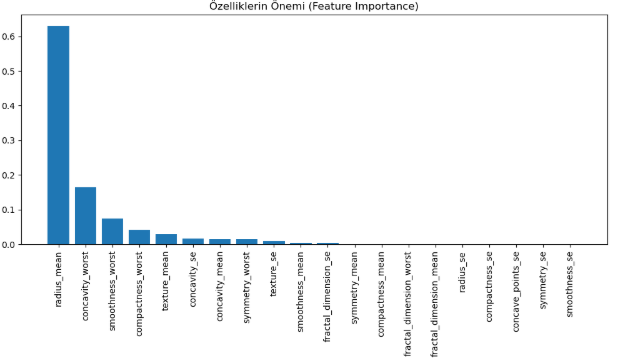 Özelliklerin Önemi (Feature Importance)
0.6
0.5
0.4
0.3
0.2
0.1
0.0
radius_mean
concavity_worst
smoothness_worst
compactness_worst
texture_mean
concavity_se
concavity_mean
symmetry_worst
texture_se
smoothness_mean
fractal_dimension_se
symmetry_mean
compactness_mean
fractal_dimension_worst
fractal_dimension_mean
radius_se
compactness_se
concave_points_se
symmetry_se
smoothness_se